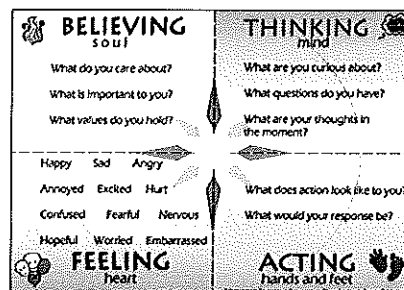 BELIEVING
soul
What do you care about?
What is important to you?
What values do you hold?
THINKING
mind
What are you curious about?
What questions do you have?
What are your thoughts in
the moment?
Happy Sad Angry
Annoyed Excited Hurt
Confused Fearful Nervous
Hopeful Worried Embarrassed
FEELING
heart
What does action look like to you?
What would your response be?
ACTING
hands and feet